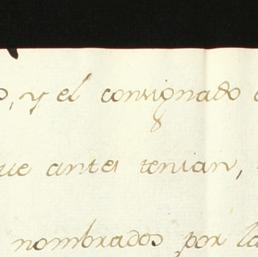 o, y el consignado
que antes tenian,
nombrados por la